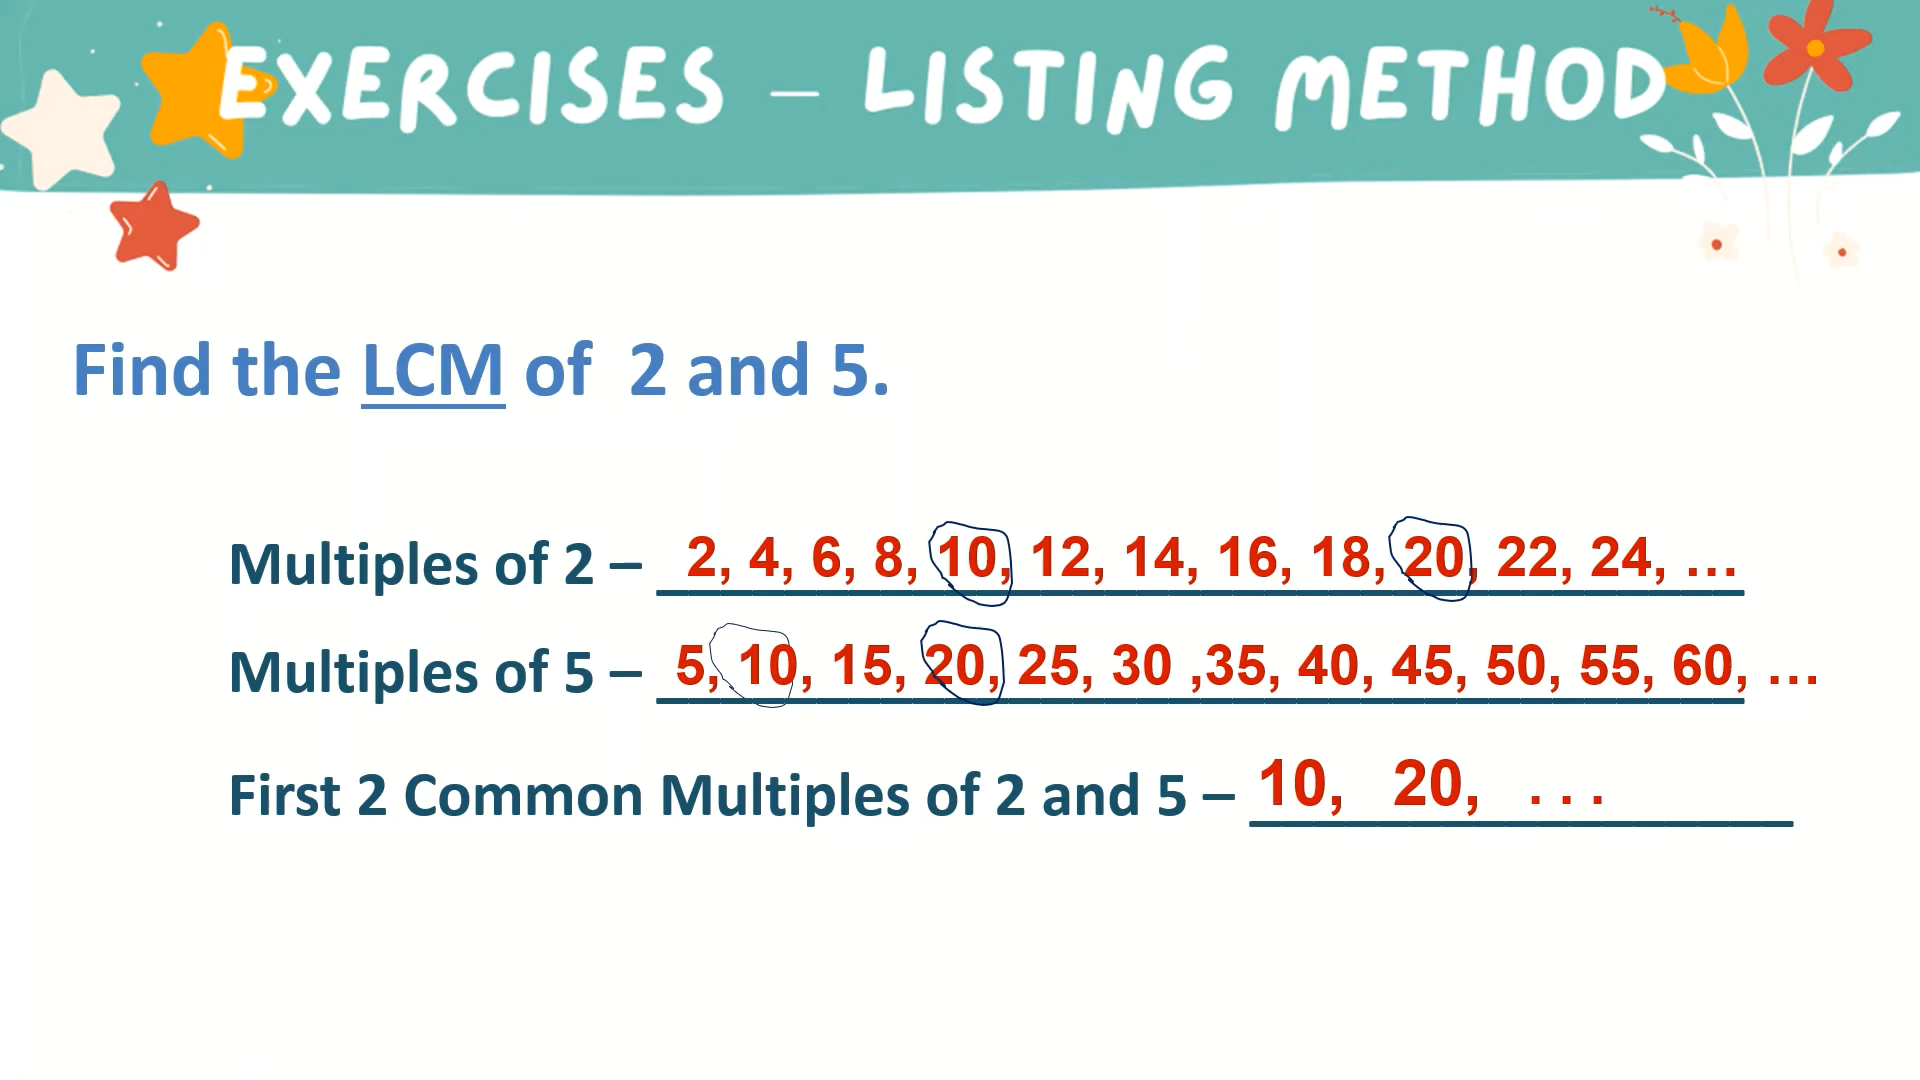 EXERCISES – LISTING METHOD
Find the LCM of 2 and 5.
Multiples of 2 – 2, 4, 6, 8, 10, 12, 14, 16, 18, 20, 22, 24, ...
Multiples of 5 – 5, 10, 15, 20, 25, 30 ,35, 40, 45, 50, 55, 60, ...
First 2 Common Multiples of 2 and 5 – 10, 20, . . .